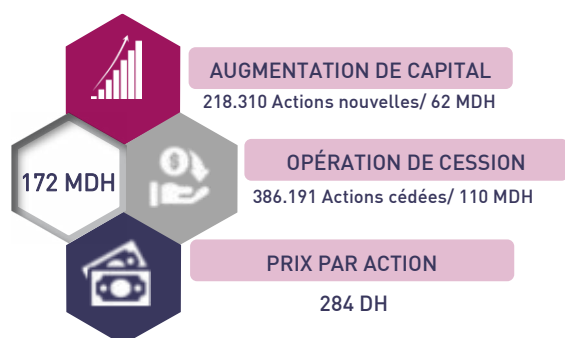 AUGMENTATION DE CAPITAL
218.310 Actions nouvelles/ 62 MDH
172 MDH
OPÉRATION DE CESSION
386.191 Actions cédées/ 110 MDH
PRIX PAR ACTION
284 DH